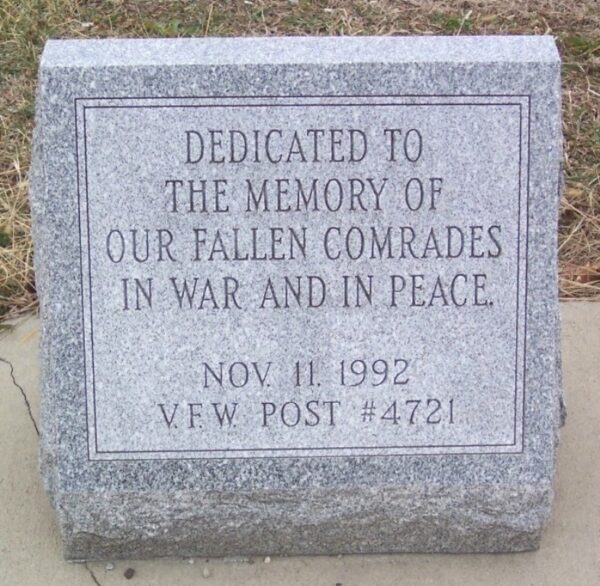 DEDICATED TO
THE MEMORY OF
OUR FALLEN COMRADES
IN WAR AND IN PEACE.
NOV. 11. 1992
V.F.W. POST #4721